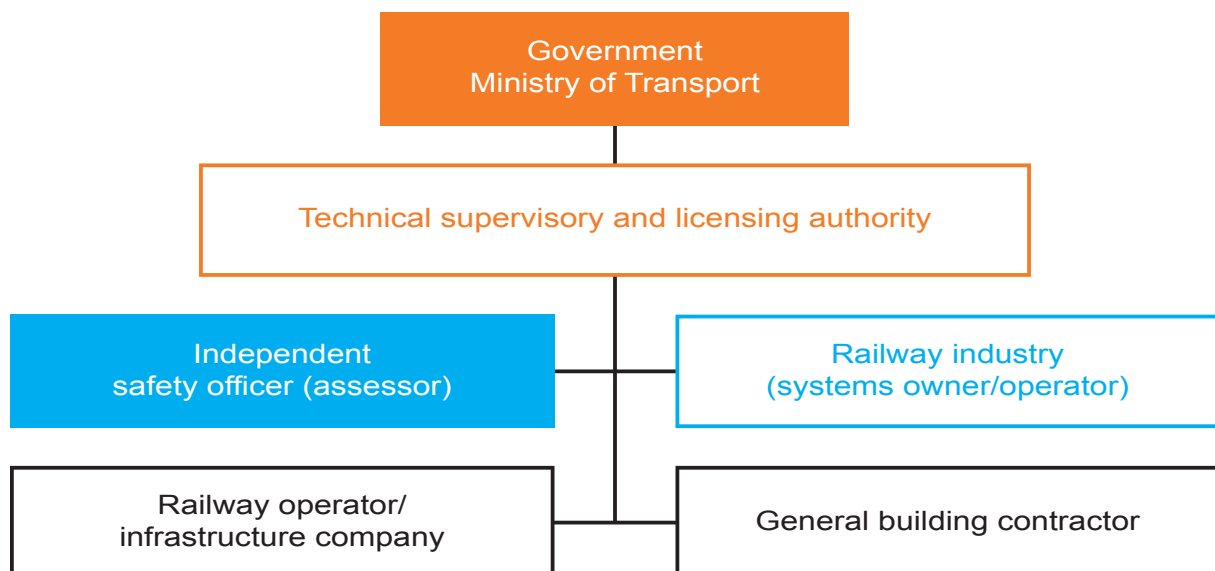 Government
Ministry of Transport
Technical supervisory and licensing authority
Independent
safety officer (assessor)
Railway industry
(systems owner/operator)
Railway operator/
infrastructure company
General building contractor